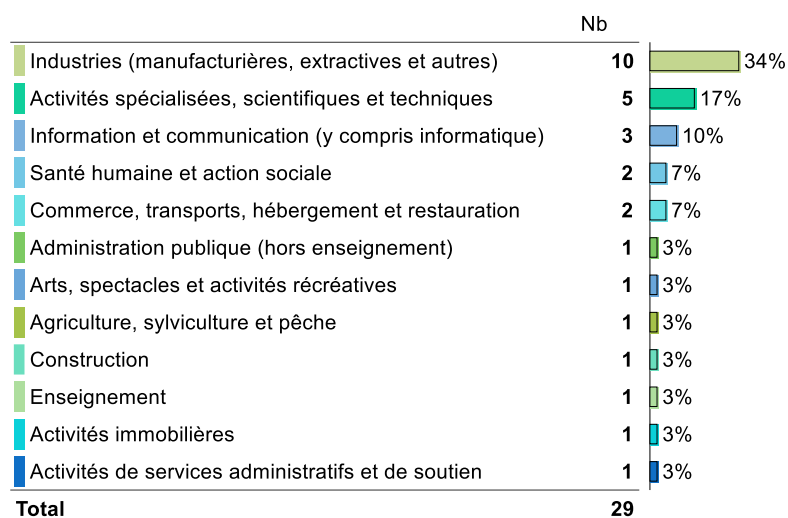 Nb
Industries (manufacturières, extractives et autres) 10 34%
Activités spécialisées, scientifiques et techniques 5 17%
Information et communication (y compris informatique) 3 10%
Santé humaine et action sociale 2 7%
Commerce, transports, hébergement et restauration 2 7%
Administration publique (hors enseignement) 1 3%
Arts, spectacles et activités récréatives 1 3%
Agriculture, sylviculture et pêche 1 3%
Construction 1 3%
Enseignement 1 3%
Activités immobilières 1 3%
Activités de services administratifs et de soutien 1 3%
Total 29